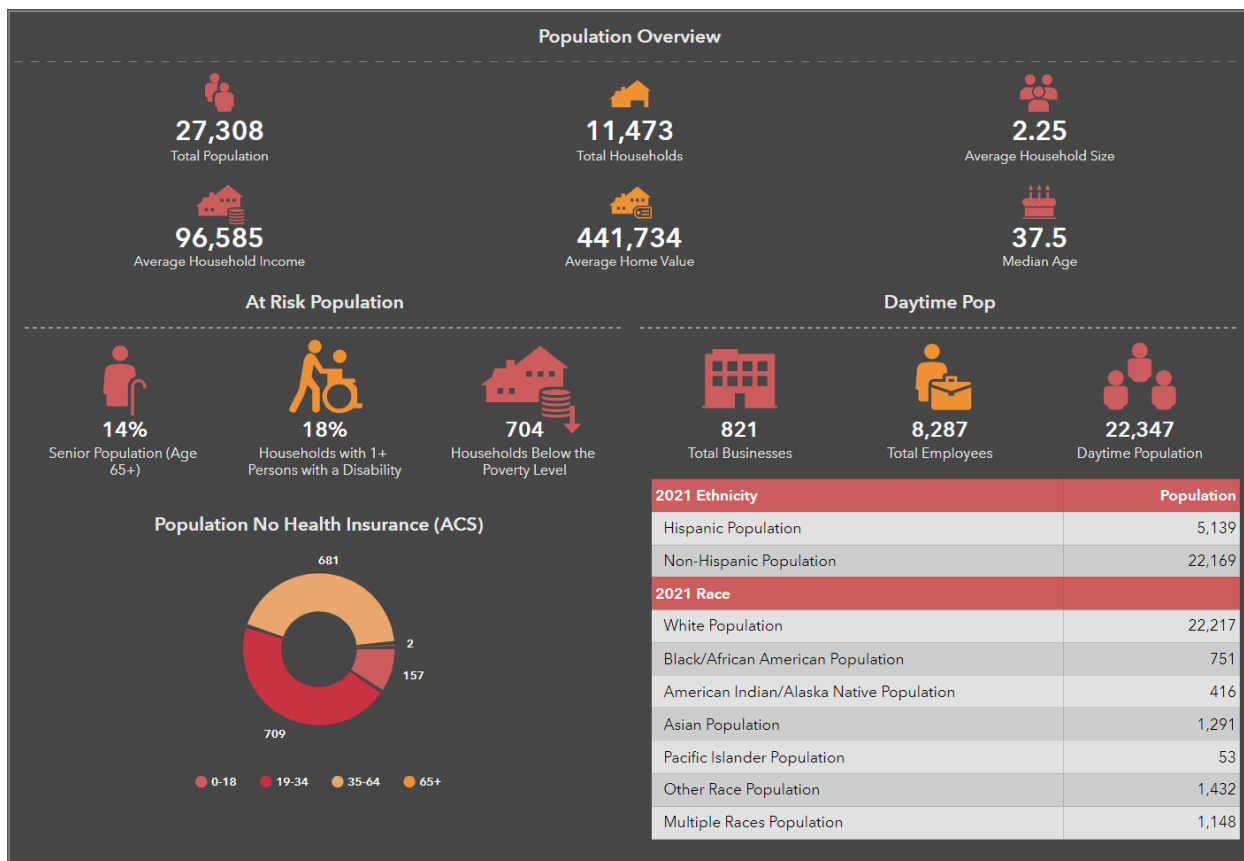 Population Overview
27,308
Total Population
11,473
Total Households
2.25
Average Household Size
96,585
Average Household Income
441,734
Average Home Value
37.5
Median Age
At Risk Population
14%
Senior Population (Age
65+)
18%
Households with 1+
Persons with a Disability
704
Households Below the
Poverty Level
Population No Health Insurance (ACS)
681
2
157
709
0-18 19-34 35-64 65+
Daytime Pop
821
Total Businesses
8,287
Total Employees
22,347
Daytime Population
2021 Ethnicity Population
Hispanic Population 5,139
Non-Hispanic Population 22,169
2021 Race
White Population 22,217
Black/African American Population 751
American Indian/Alaska Native Population 416
Asian Population 1,291
Pacific Islander Population 53
Other Race Population 1,432
Multiple Races Population 1,148